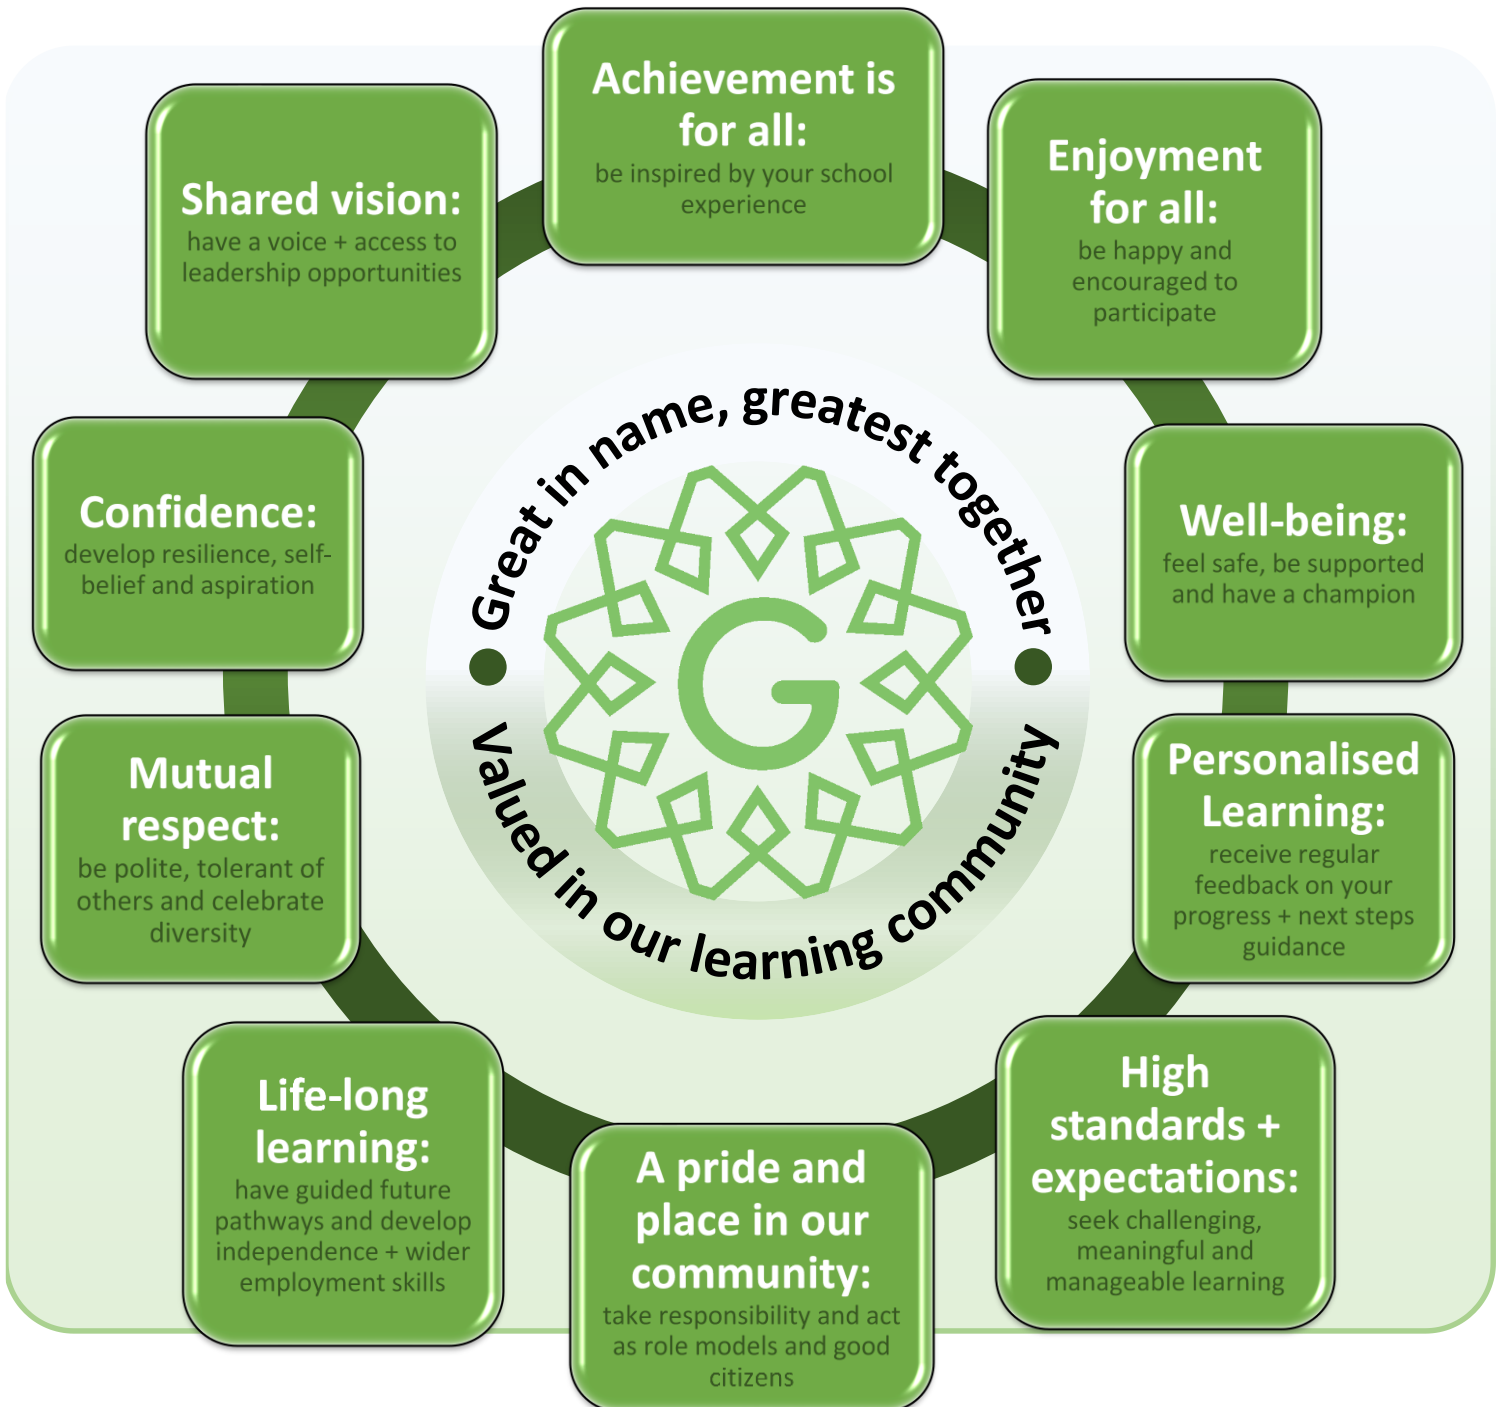 Achievement is
for all:
be inspired by your school
experience
Enjoyment
for all:
be happy and
encouraged to
participate
Well-being:
feel safe, be supported
and have a champion
Personalised
Learning:
receive regular
feedback on your
progress + next steps
guidance
High
standards +
expectations:
seek challenging,
meaningful and
manageable learning
A pride and
place in our
community:
take responsibility and act
as role models and good
citizens
Life-long
learning:
have guided future
pathways and develop
independence + wider
employment skills
Mutual
respect:
be polite, tolerant of
others and celebrate
diversity
Confidence:
develop resilience, self-
belief and aspiration
Shared vision:
have a voice + access to
leadership opportunities
Great in name, greatest together
G
Valued in our learning community